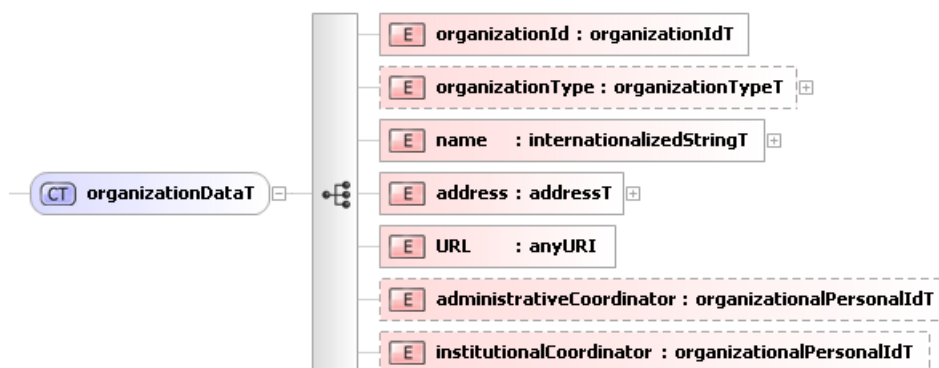 E organizationId : organizationIdT
E organizationType : organizationTypeT
E name : internationalizedStringT
CT organizationDataT
E address : addressT
E URL : anyURI
E administrativeCoordinator : organizationalPersonalIdT
E institutionalCoordinator : organizationalPersonalIdT